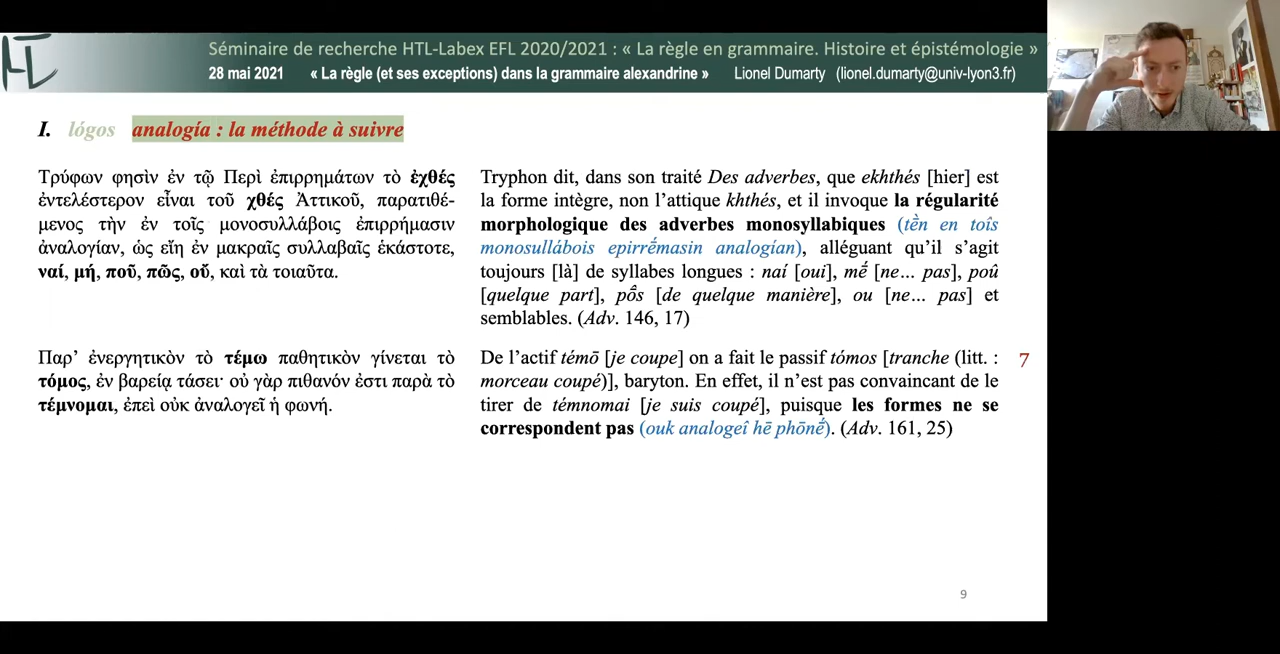 HTL
Séminaire de recherche HTL-Labex EFL 2020/2021 : « La règle en grammaire. Histoire et épistémologie »
28 mai 2021 « La règle (et ses exceptions) dans la grammaire alexandrine » Lionel Dumarty (lionel.dumarty@univ-lyon3.fr)
I. lógos analogía : la méthode à suivre
Τρύφων φησὶν ἐν τῷ Περὶ ἐπιρρημάτων τὸ ἐχθές
ἐντελέστερον εἶναι τοῦ χθές Ἀττικοῦ, παρατιθέ-
μενος τὴν ἐν τοῖς μονοσυλλάβοις ἐπιρρήμασιν
ἀναλογίαν, ὡς εἴη ἐν μακραῖς συλλαβαῖς ἑκάστοτε,
ναί, μή, ποῦ, πῶς, οὔ, καὶ τὰ τοιαῦτα.
Tryphon dit, dans son traité Des adverbes, que ekhthés [hier] est
la forme intègre, non l’attique khthés, et il invoque la régularité
morphologique des adverbes monosyllabiques (tḕn en toîs
monosullábois epirrḗmasin analogían), alléguant qu’il s’agit
toujours [là] de syllabes longues : naí [oui], mḗ [ne… pas], poû
[quelque part], pō̂s [de quelque manière], ou [ne… pas] et
semblables. (Adv. 146, 17)
Παρ’ ἐνεργητικὸν τὸ τέμω παθητικὸν γίνεται τὸ
τόμος, ἐν βαρείᾳ τάσει· οὐ γὰρ πιθανόν ἐστι παρὰ τὸ
τέμνομαι, ἐπεὶ οὐκ ἀναλογεῖ ἡ φωνή.
De l’actif témō [je coupe] on a fait le passif tómos [tranche (litt. :
morceau coupé)], baryton. En effet, il n’est pas convaincant de le
tirer de témnomai [je suis coupé], puisque les formes ne se
correspondent pas (ouk analogeî hē phōnḗ). (Adv. 161, 25)
7
9